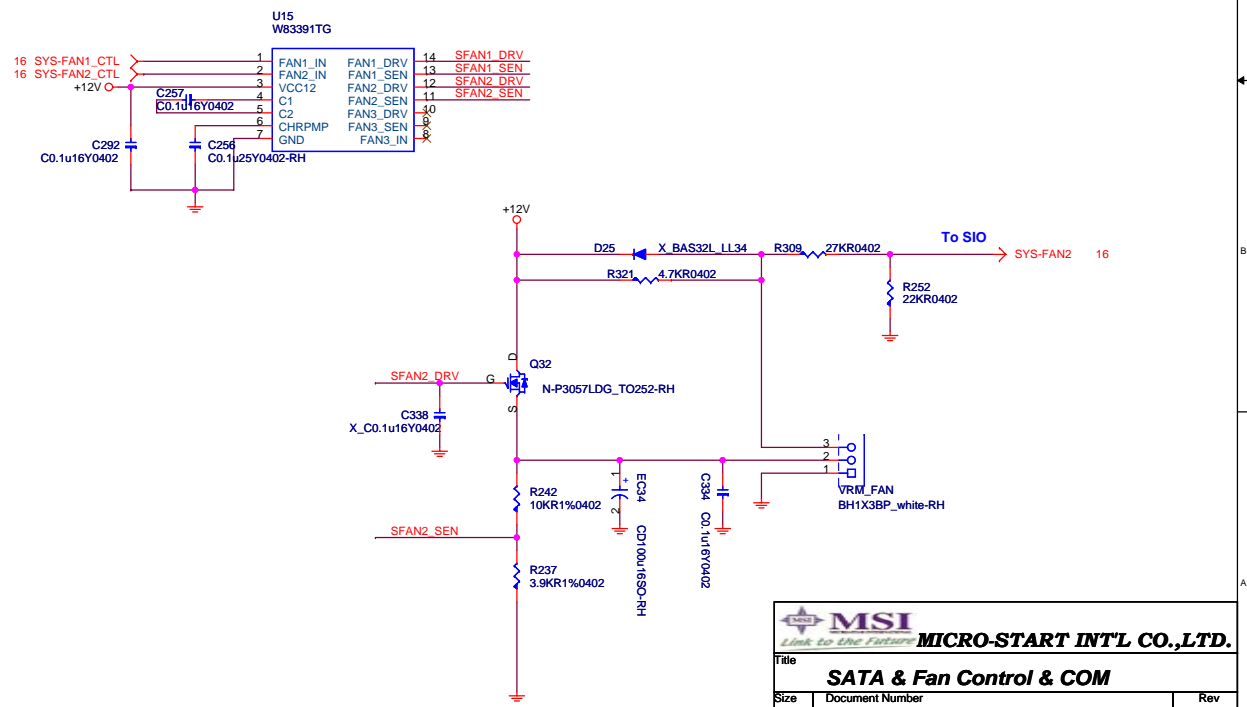 U15
W83391TG
16 SYS-FAN1_CTL
16 SYS-FAN2_CTL
+12V
1 FAN1_IN FAN1_DRV 14 SFAN1_DRV
2 FAN2_IN FAN1_SEN 13 SFAN1_SEN
3 VCC12 FAN2_DRV 12 SFAN2_DRV
4 C1 FAN2_SEN 11 SFAN2_SEN
5 C2 FAN3_DRV 10
6 CHRPMP FAN3_SEN 9
7 GND FAN3_IN 8
C257
C0.1u16Y0402
C292
C0.1u16Y0402
C256
C0.1u25Y0402-RH
+12V
D25 X_BAS32L_LL34
R309 27KR0402
To SIO
SYS-FAN2 16
R321 4.7KR0402
R252
22KR0402
D
Q32
SFAN2_DRV
G
N-P3057LDG_TO252-RH
S
C338
X_C0.1u16Y0402
3
2
1
VRM_FAN
BH1X3BP_white-RH
R242
10KR1%0402
1
+
2
EC34
CD100u16SO-RH
C334
C0.1u16Y0402
SFAN2_SEN
R237
3.9KR1%0402
B
A
MSI
Link to the Future
MICRO-START INT'L CO.,LTD.
Title
SATA & Fan Control & COM
Size Document Number Rev